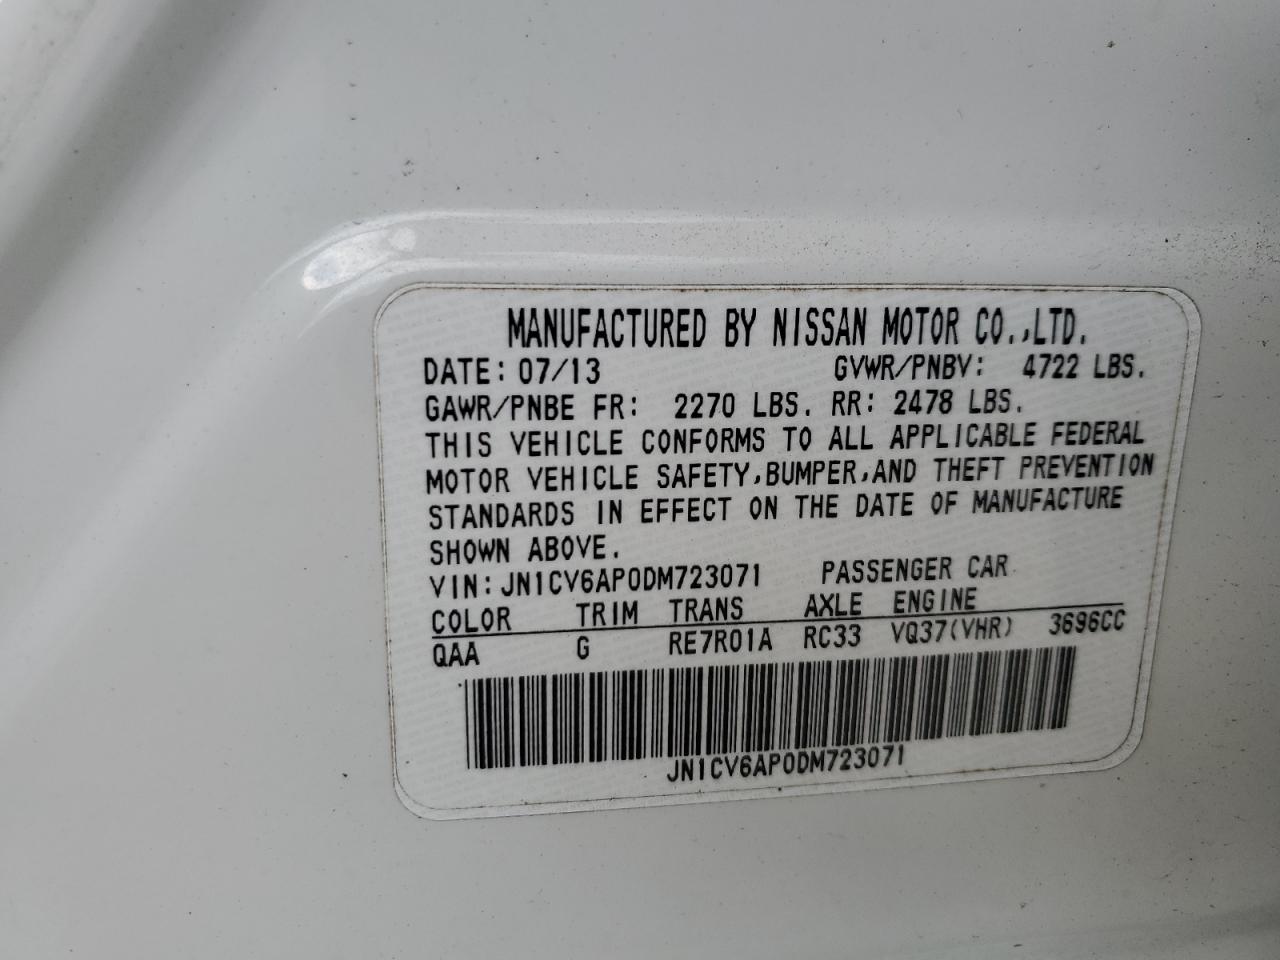 MANUFACTURED BY NISSAN MOTOR CO.,LTD.
DATE: 07/13 GVWR/PNBV: 4722 LBS.
GAWR/PNBE FR: 2270 LBS. RR: 2478 LBS.
THIS VEHICLE CONFORMS TO ALL APPLICABLE FEDERAL
MOTOR VEHICLE SAFETY,BUMPER,AND THEFT PREVENTION
STANDARDS IN EFFECT ON THE DATE OF MANUFACTURE
SHOWN ABOVE.
VIN:JN1CV6AP0DM723071 PASSENGER CAR
COLOR TRIM TRANS AXLE ENGINE
QAA G RE7R01A RC33 VQ37(VHR) 3696CC
JN1CV6AP0DM723071